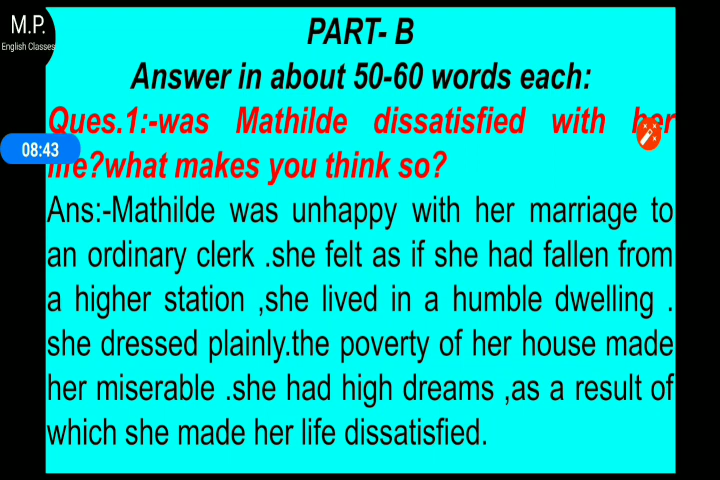 M.P.
English Classes
PART- B
Answer in about 50-60 words each:
Ques.1:-was Mathilde dissatisfied with her
08:43
life?what makes you think so?
Ans:-Mathilde was unhappy with her marriage to
an ordinary clerk .she felt as if she had fallen from
a higher station ,she lived in a humble dwelling .
she dressed plainly.the poverty of her house made
her miserable .she had high dreams ,as a result of
which she made her life dissatisfied.